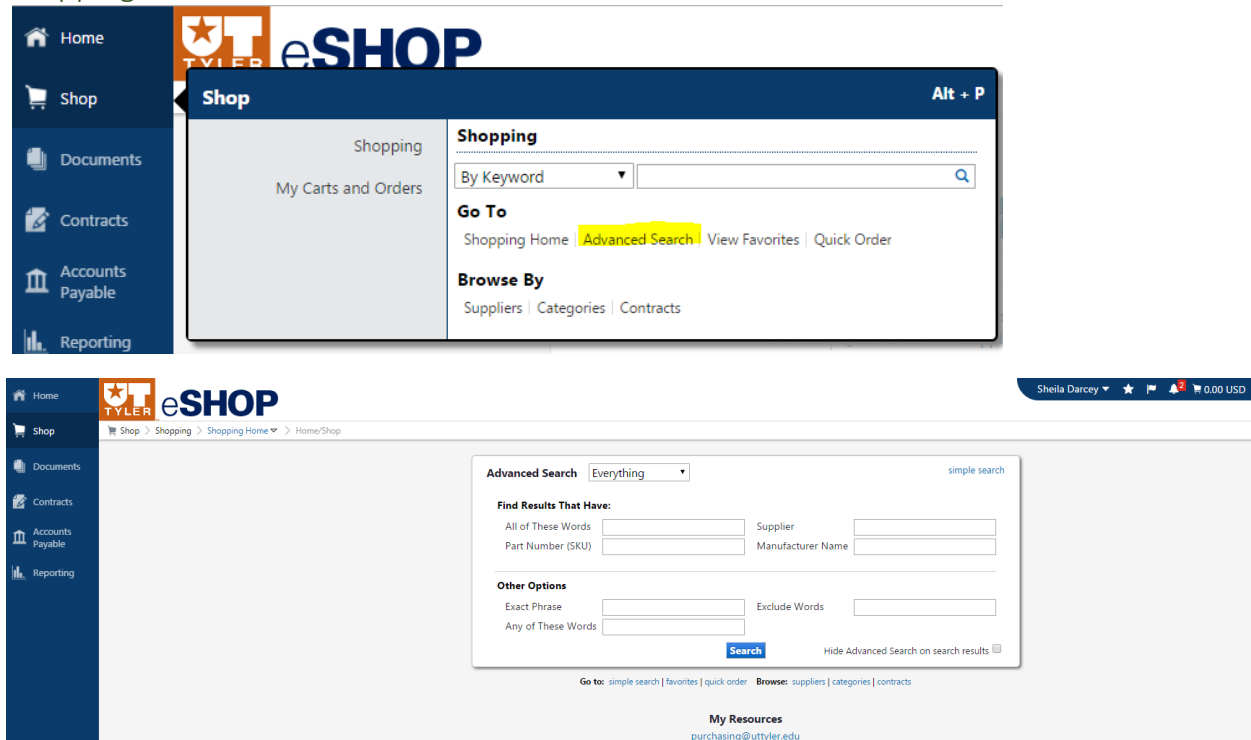 Home
UT TYLER eSHOP
Shop
Shop Alt + P
Shopping
Shopping
My Carts and Orders
By Keyword
Documents
Go To
Contracts
Shopping Home | Advanced Search | View Favorites | Quick Order
Accounts
Payable
Browse By
Suppliers | Categories | Contracts
Reporting
Home
UT TYLER eSHOP
Sheila Darcey 2 0.00 USD
Shop
Shop > Shopping > Shopping Home > Home/Shop
Documents
Contracts
Accounts
Payable
Reporting
Advanced Search Everything simple search
Find Results That Have:
All of These Words Supplier
Part Number (SKU) Manufacturer Name
Other Options
Exact Phrase Exclude Words
Any of These Words
Search Hide Advanced Search on search results
Go to: simple search | favorites | quick order Browse: suppliers | categories | contracts
My Resources
purchasing@uttyler.edu